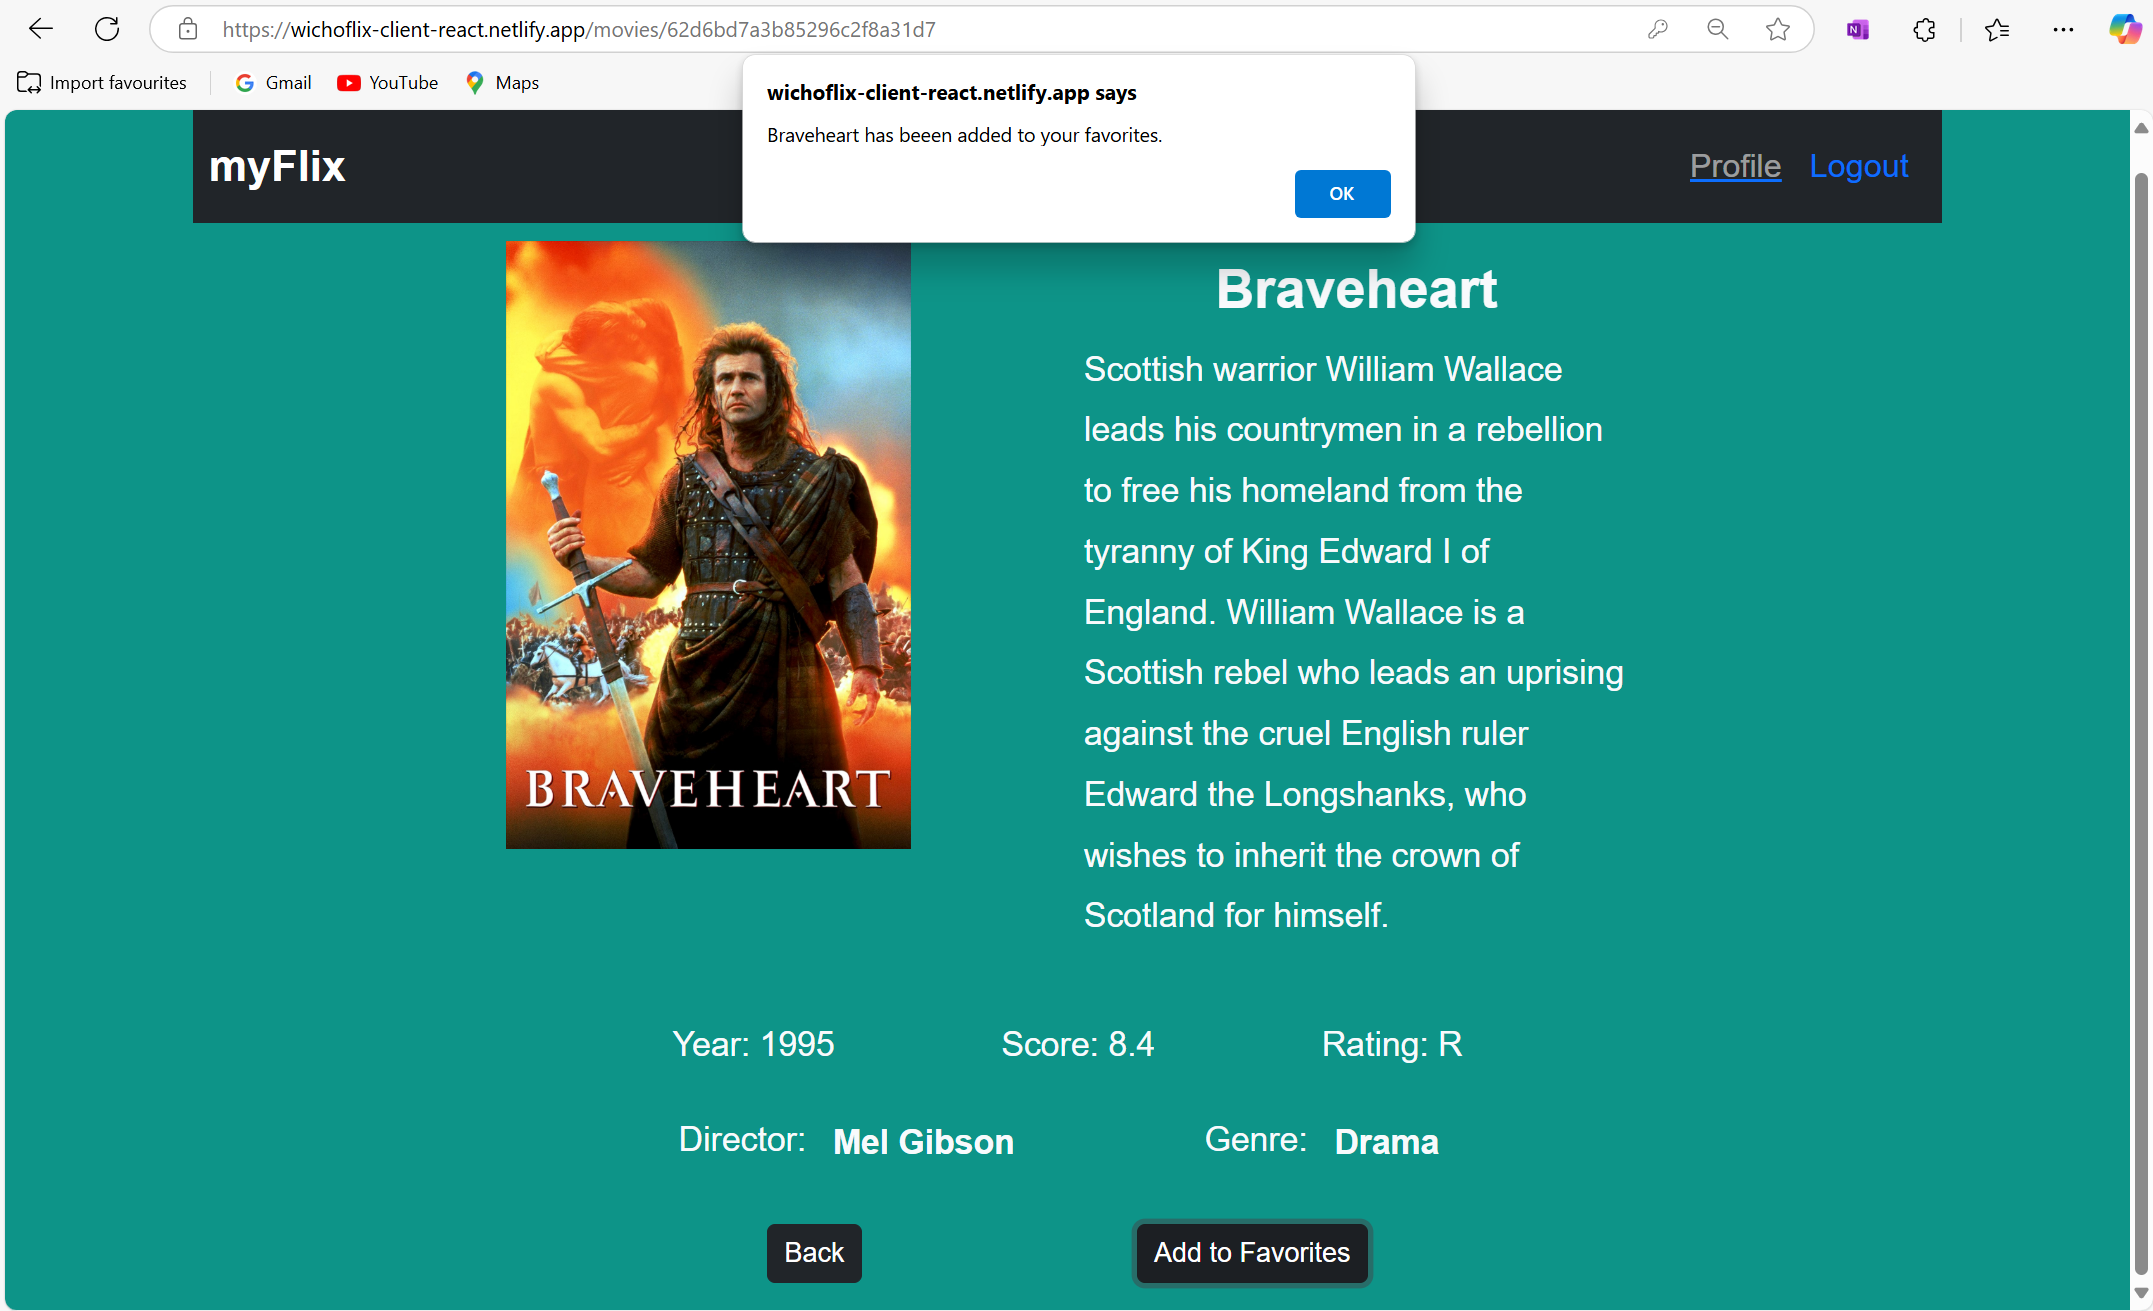 https://wichoflix-client-react.netlify.app/movies/62d6bd7a3b85296c2f8a31d7
N
Import favourites
Gmail
YouTube
Maps
wichoflix-client-react.netlify.app says
Braveheart has beeen added to your favorites.
OK
myFlix
Profile
Logout
BRAVEHEART
Braveheart
Scottish warrior William Wallace
leads his countrymen in a rebellion
to free his homeland from the
tyranny of King Edward I of
England. William Wallace is a
Scottish rebel who leads an uprising
against the cruel English ruler
Edward the Longshanks, who
wishes to inherit the crown of
Scotland for himself.
Year: 1995
Score: 8.4
Rating: R
Director: Mel Gibson
Genre: Drama
Back
Add to Favorites